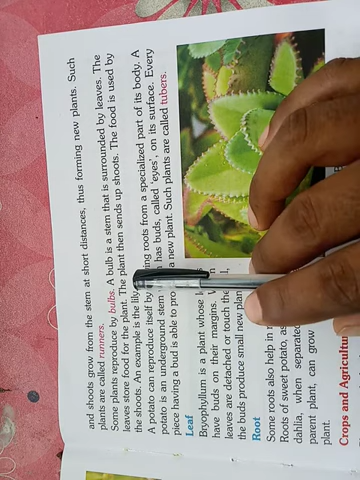 and shoots grow from the stem at short distances, thus forming new plants. Such
plants are called runners.
Some plants reproduce by bulbs. A bulb is a stem that is surrounded by leaves. The
leaves store food for the plant. The plant then sends up shoots. The food is used by
the shoots. An example is the lily.
A potato can reproduce itself by ing roots from a specialized part of its body. A
potato is an underground stem has buds, called 'eyes', on its surface. Every
piece having a bud is able to pro a new plant. Such plants are called tubers.
Leaf
Bryophyllum is a plant whose
have buds on their margins.
leaves are detached or touch the
the buds produce small new plan
Root
Some roots also help in
Roots of sweet potato, as
dahlia, when separated
parent plant, can grow
plant.
Crops and Agricultur